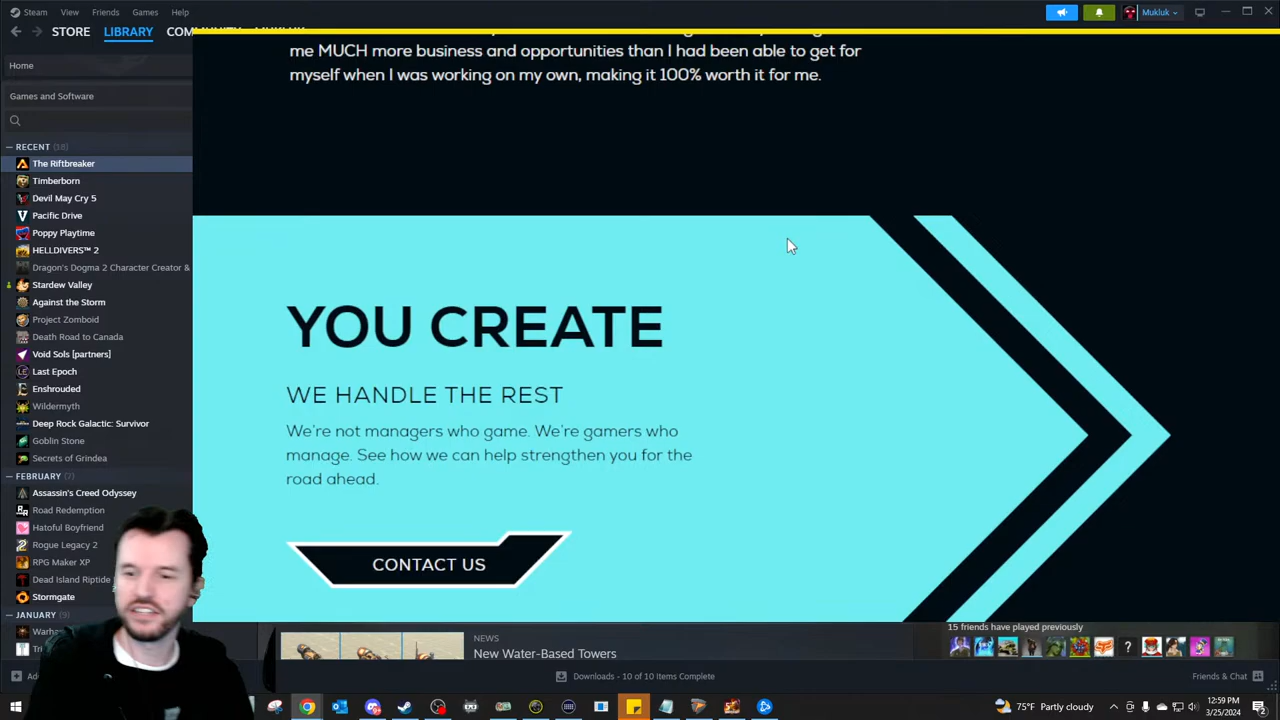 Steam View Friends Games Help
Mukluk
STORE LIBRARY
me MUCH more business and opportunities than I had been able to get for
myself when I was working on my own, making it 100% worth it for me.
Home
Games and Software
RECENT (38)
The Riftbreaker
Timberborn
Devil May Cry 5
Pacific Drive
Poppy Playtime
HELLDIVERS™ 2
Dragon's Dogma 2 Character Creator &
Stardew Valley
Against the Storm
Project Zomboid
Death Road to Canada
Void Sols [partners]
Last Epoch
Enshrouded
Wildermyth
Deep Rock Galactic: Survivor
Goblin Stone
Secrets of Grindea
FEBRUARY (7)
Assassin's Creed Odyssey
Road Redemption
Hatoful Boyfriend
Rogue Legacy 2
RPG Maker XP
Dead Island Riptide
Stormgate
JANUARY (9)
YOU CREATE
WE HANDLE THE REST
We're not managers who game. We're gamers who
manage. See how we can help strengthen you for the
road ahead.
CONTACT US
NEWS
New Water-Based Towers
15 friends have played previously
Downloads - 10 of 10 Items Complete
Friends & Chat
75°F Partly cloudy
12:59 PM
3/25/2024
2